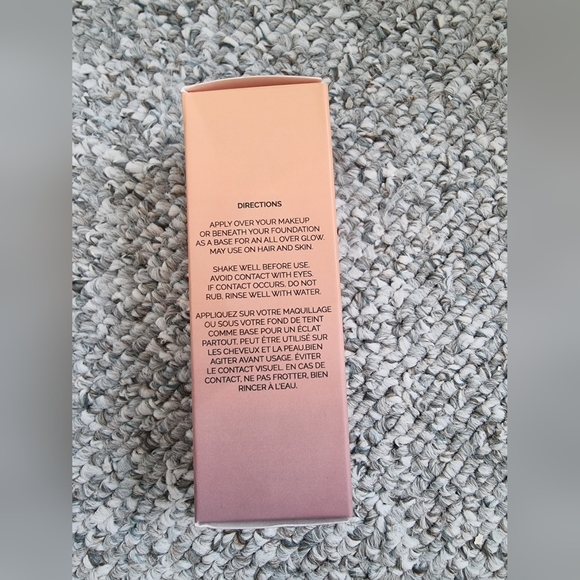 DIRECTIONS
APPLY OVER YOUR MAKEUP
OR BENEATH YOUR FOUNDATION
AS A BASE FOR AN ALL OVER GLOW.
MAY USE ON HAIR AND SKIN.
SHAKE WELL BEFORE USE.
AVOID CONTACT WITH EYES.
IF CONTACT OCCURS, DO NOT
RUB. RINSE WELL WITH WATER.
APPLIQUEZ SUR VOTRE MAQUILLAGE
OU SOUS VOTRE FOND DE TEINT
COMME BASE POUR UN ÉCLAT
PARTOUT. PEUT ÊTRE UTILISÉ SUR
LES CHEVEUX ET LA PEAU.BIEN
AGITER AVANT USAGE. ÉVITER
LE CONTACT VISUEL. EN CAS DE
CONTACT, NE PAS FROTTER, BIEN
RINCER À L'EAU.